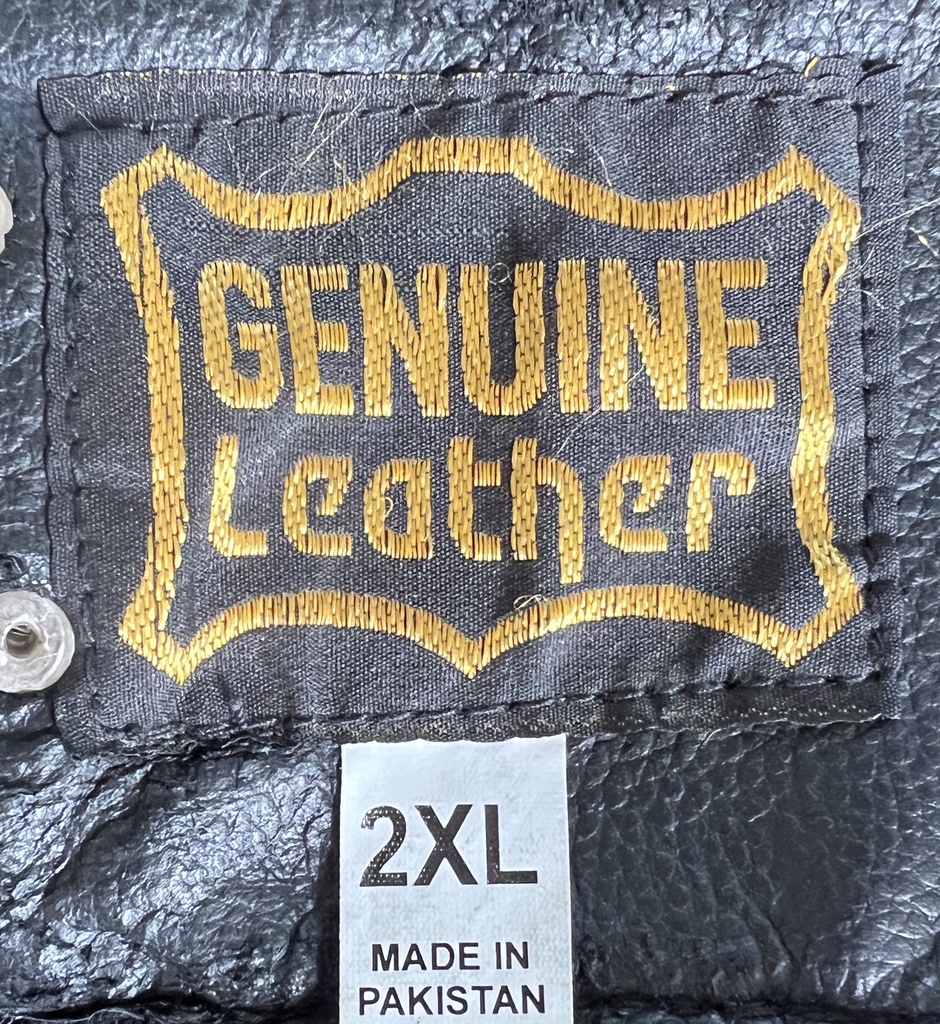 GENUINE
Leather
2XL
MADE IN
PAKISTAN